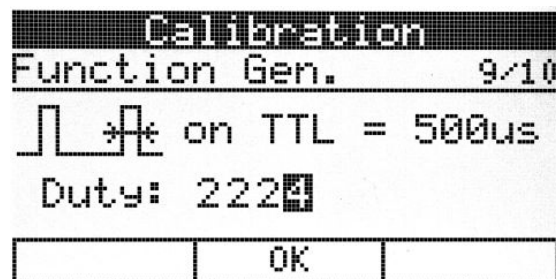 Calibration
Function Gen. 9/10
on TTL = 500us
Duty: 2224
OK